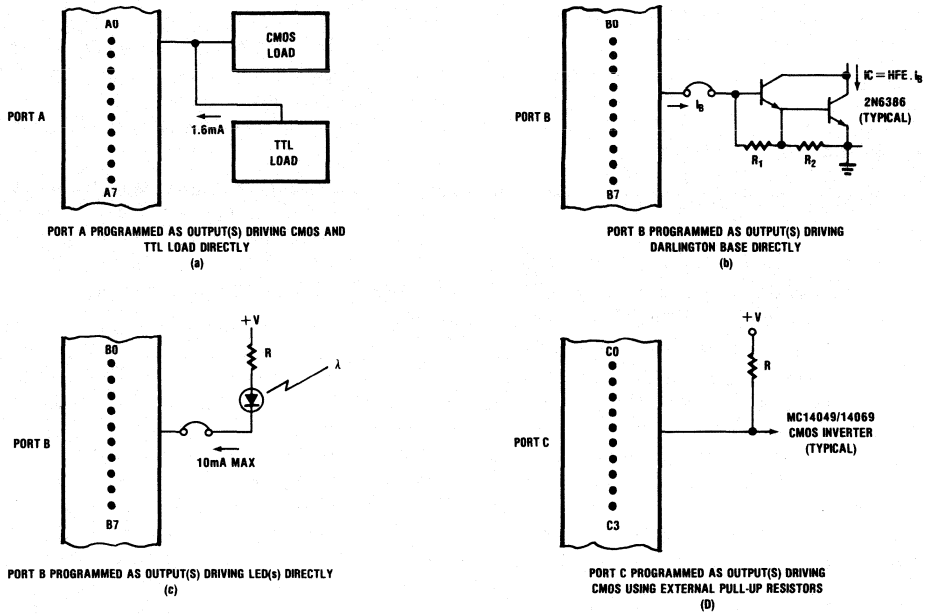 A0
CMOS
LOAD
PORT A
1.6mA
TTL
LOAD
A7
PORT A PROGRAMMED AS OUTPUT(S) DRIVING CMOS AND
TTL LOAD DIRECTLY
(a)
B0
IC = HFE. IB
2N6386
(TYPICAL)
PORT B
IB
R1
R2
B7
PORT B PROGRAMMED AS OUTPUT(S) DRIVING
DARLINGTON BASE DIRECTLY
(b)
+V
B0
R
λ
PORT B
10mA MAX
B7
PORT B PROGRAMMED AS OUTPUT(S) DRIVING LED(s) DIRECTLY
(c)
+V
C0
R
MC14049/14069
CMOS INVERTER
(TYPICAL)
PORT C
C3
PORT C PROGRAMMED AS OUTPUT(S) DRIVING
CMOS USING EXTERNAL PULL-UP RESISTORS
(D)